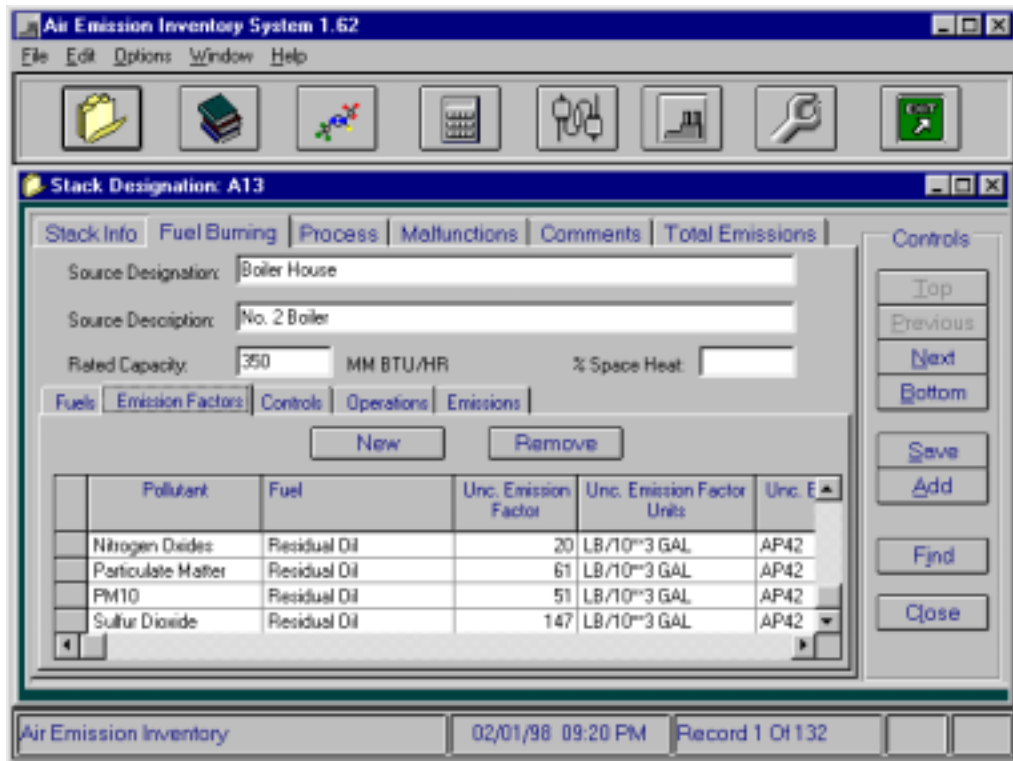 Air Emission Inventory System 1.62
File Edit Options Window Help
EXIT
Stack Designation: A13
Stack Info Fuel Burning Process Malfunctions Comments Total Emissions
Controls
Source Designation: Boiler House
Top
Source Description: No. 2 Boiler
Previous
Rated Capacity: 350 MM BTU/HR % Space Heat:
Next
Fuels Emission Factors Controls Operations Emissions
Bottom
New Remove
Save
Pollutant Fuel Unc. Emission Factor Unc. Emission Factor Units Unc. E
Add
Nitrogen Oxides Residual Oil 20 LB/10**3 GAL AP42
Find
Particulate Matter Residual Oil 61 LB/10**3 GAL AP42
PM10 Residual Oil 51 LB/10**3 GAL AP42
Sulfur Dioxide Residual Oil 147 LB/10**3 GAL AP42
Close
Air Emission Inventory 02/01/98 09:20 PM Record 1 Of 132